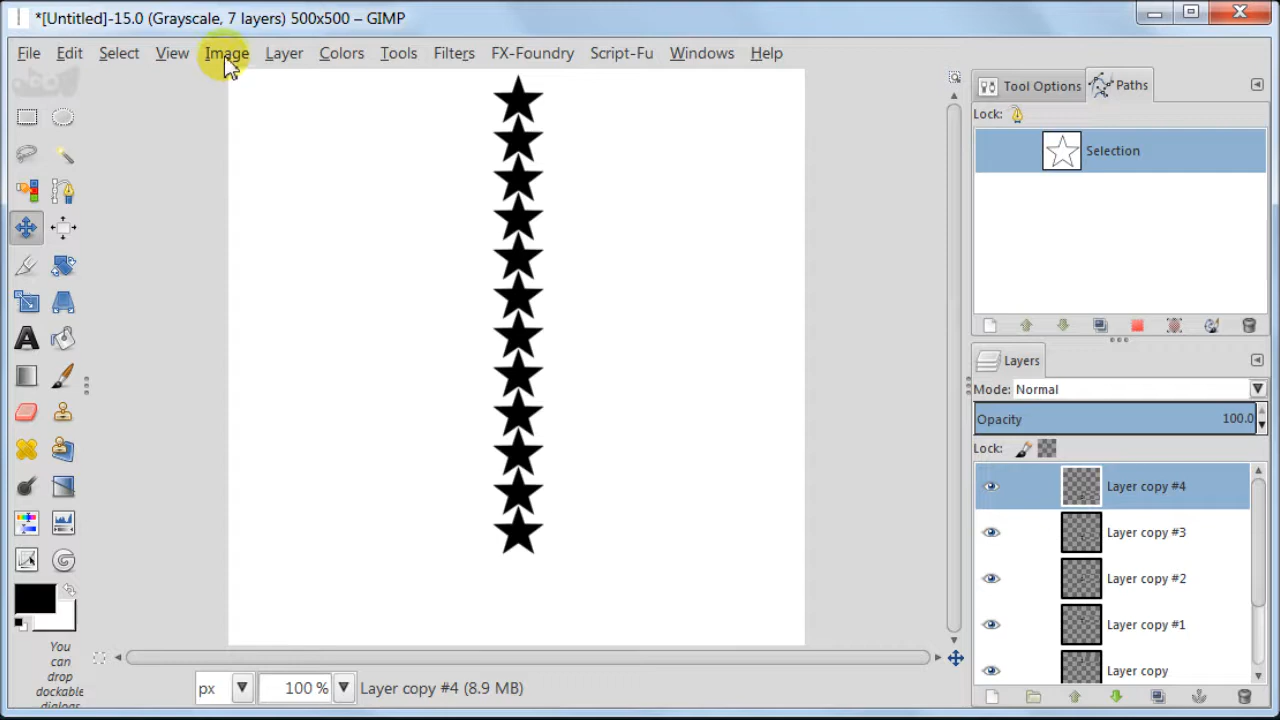 *[Untitled]-15.0 (Grayscale, 7 layers) 500x500 – GIMP
File Edit Select View Image Layer Colors Tools Filters FX-Foundry Script-Fu Windows Help
Tool Options Paths
Lock:
Selection
Layers
Mode: Normal
Opacity 100.0
Lock:
Layer copy #4
Layer copy #3
Layer copy #2
Layer copy #1
Layer copy
You
can
drop
dockable
dialogs
px 100 % Layer copy #4 (8.9 MB)